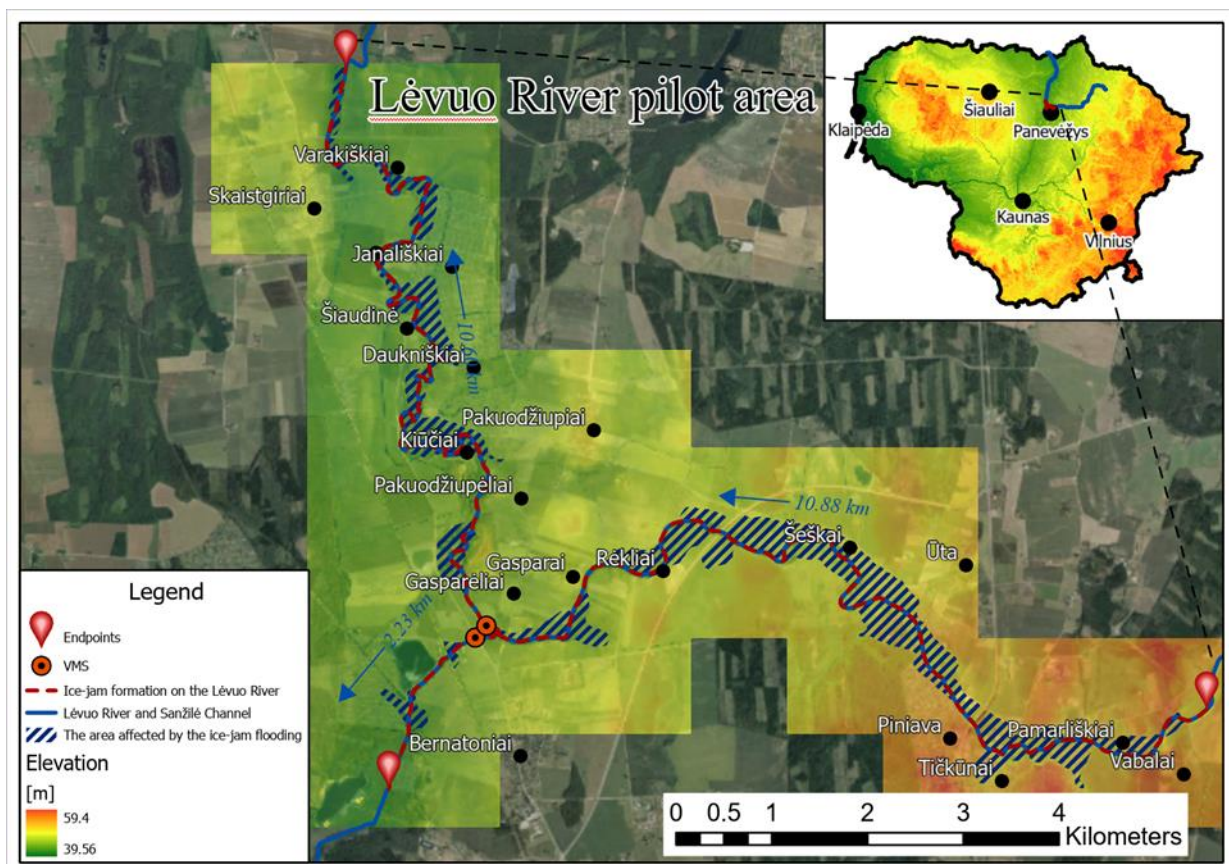 Lėvuo River pilot area
Šiauliai
Klaipėda
Panevėžys
Kaunas
Vilnius
Varakiškiai
Skaistgiriai
Janališkiai
Šiaudinė
Daukniškiai
Pakuodžiupiai
Kiūčiai
Pakuodžiupėliai
10.88 km
Šeškai
Ūta
Rėkliai
Gasparai
Gasparėliai
2.23 km
Piniava
Pamarliškiai
Bernatoniai
Vabalai
Tičkūnai
Legend
Endpoints
VMS
Ice-jam formation on the Lėvuo River
Lėvuo River and Sanžilė Channel
The area affected by the ice-jam flooding
Elevation
[m]
59.4
39.56
0 0.5 1 2 3 4
Kilometers